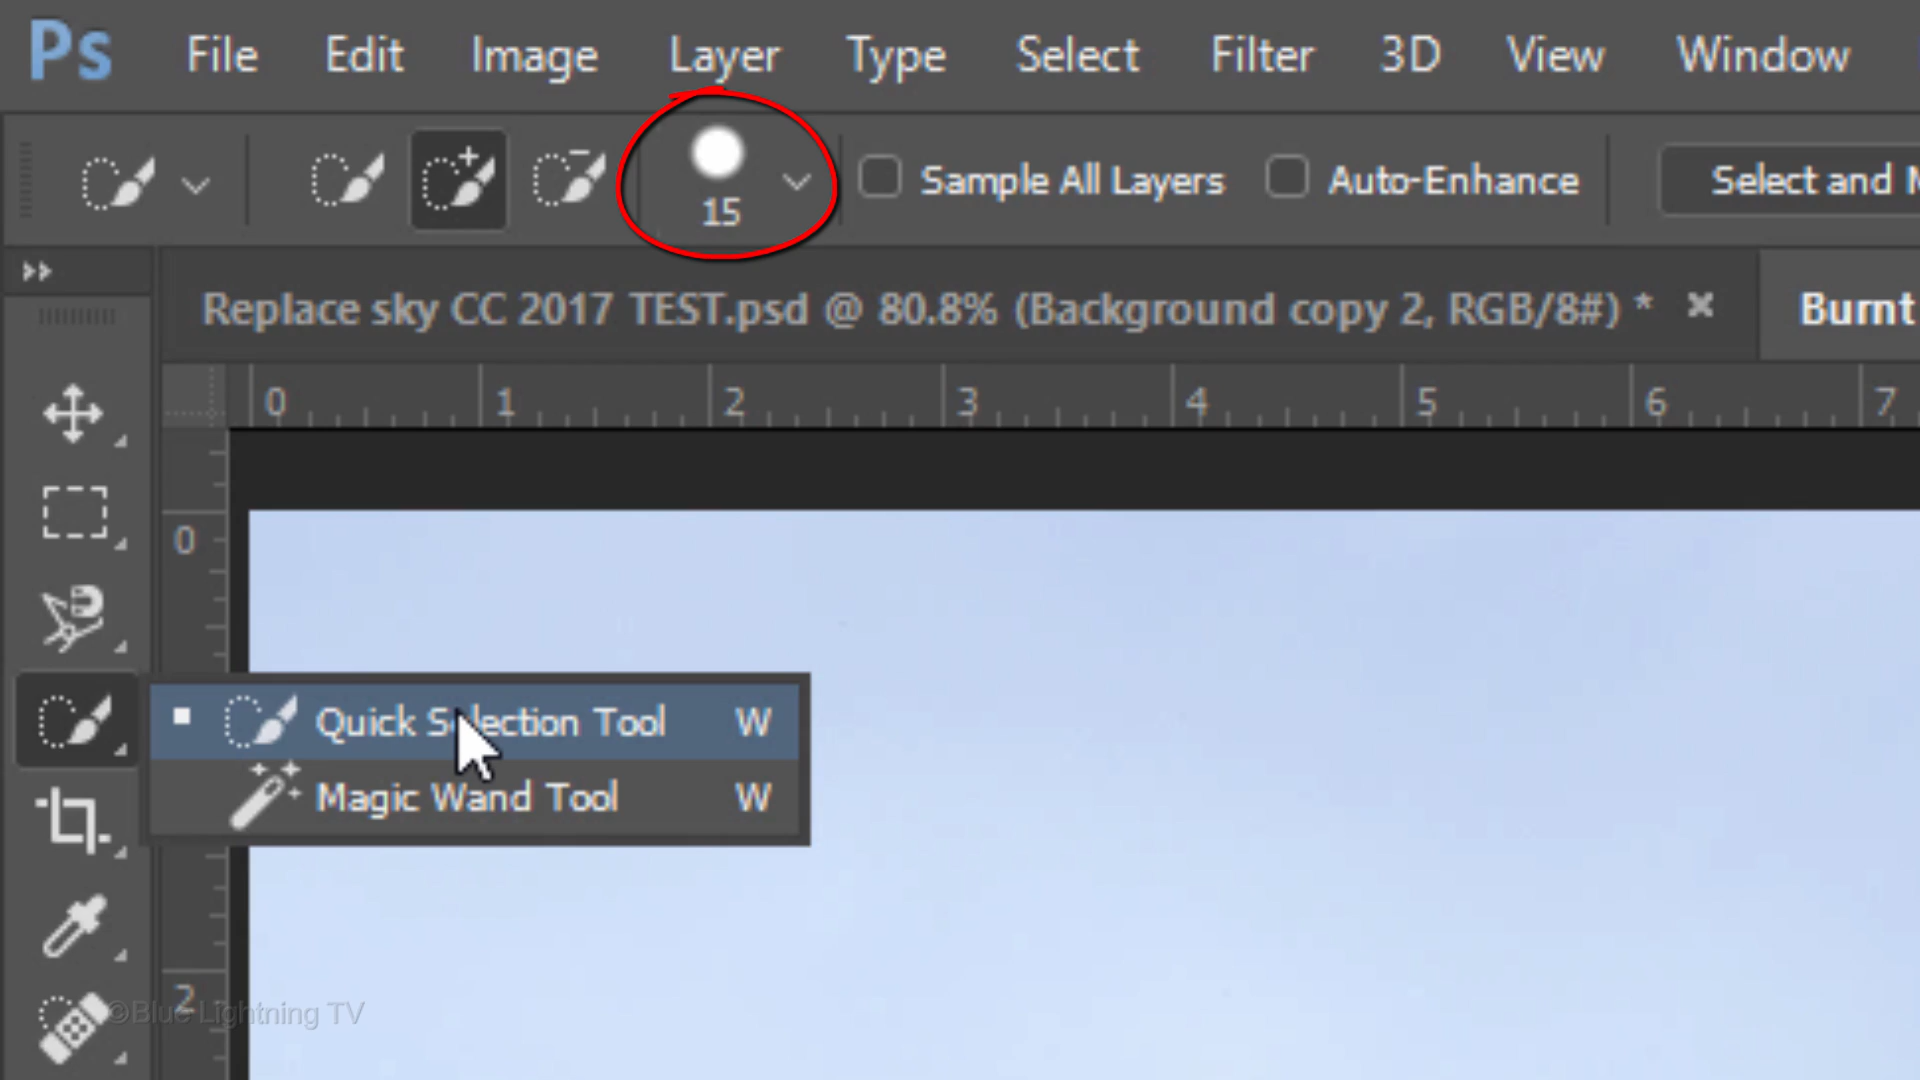 Ps File Edit Image Layer Type Select Filter 3D View Window
15 Sample All Layers Auto-Enhance Select and
Replace sky CC 2017 TEST.psd @ 80.8% (Background copy 2, RGB/8#) * × Burnt
0 1 2 3 4 5 6 7
0
Quick Selection Tool W
Magic Wand Tool W
2
©Blue Lightning TV